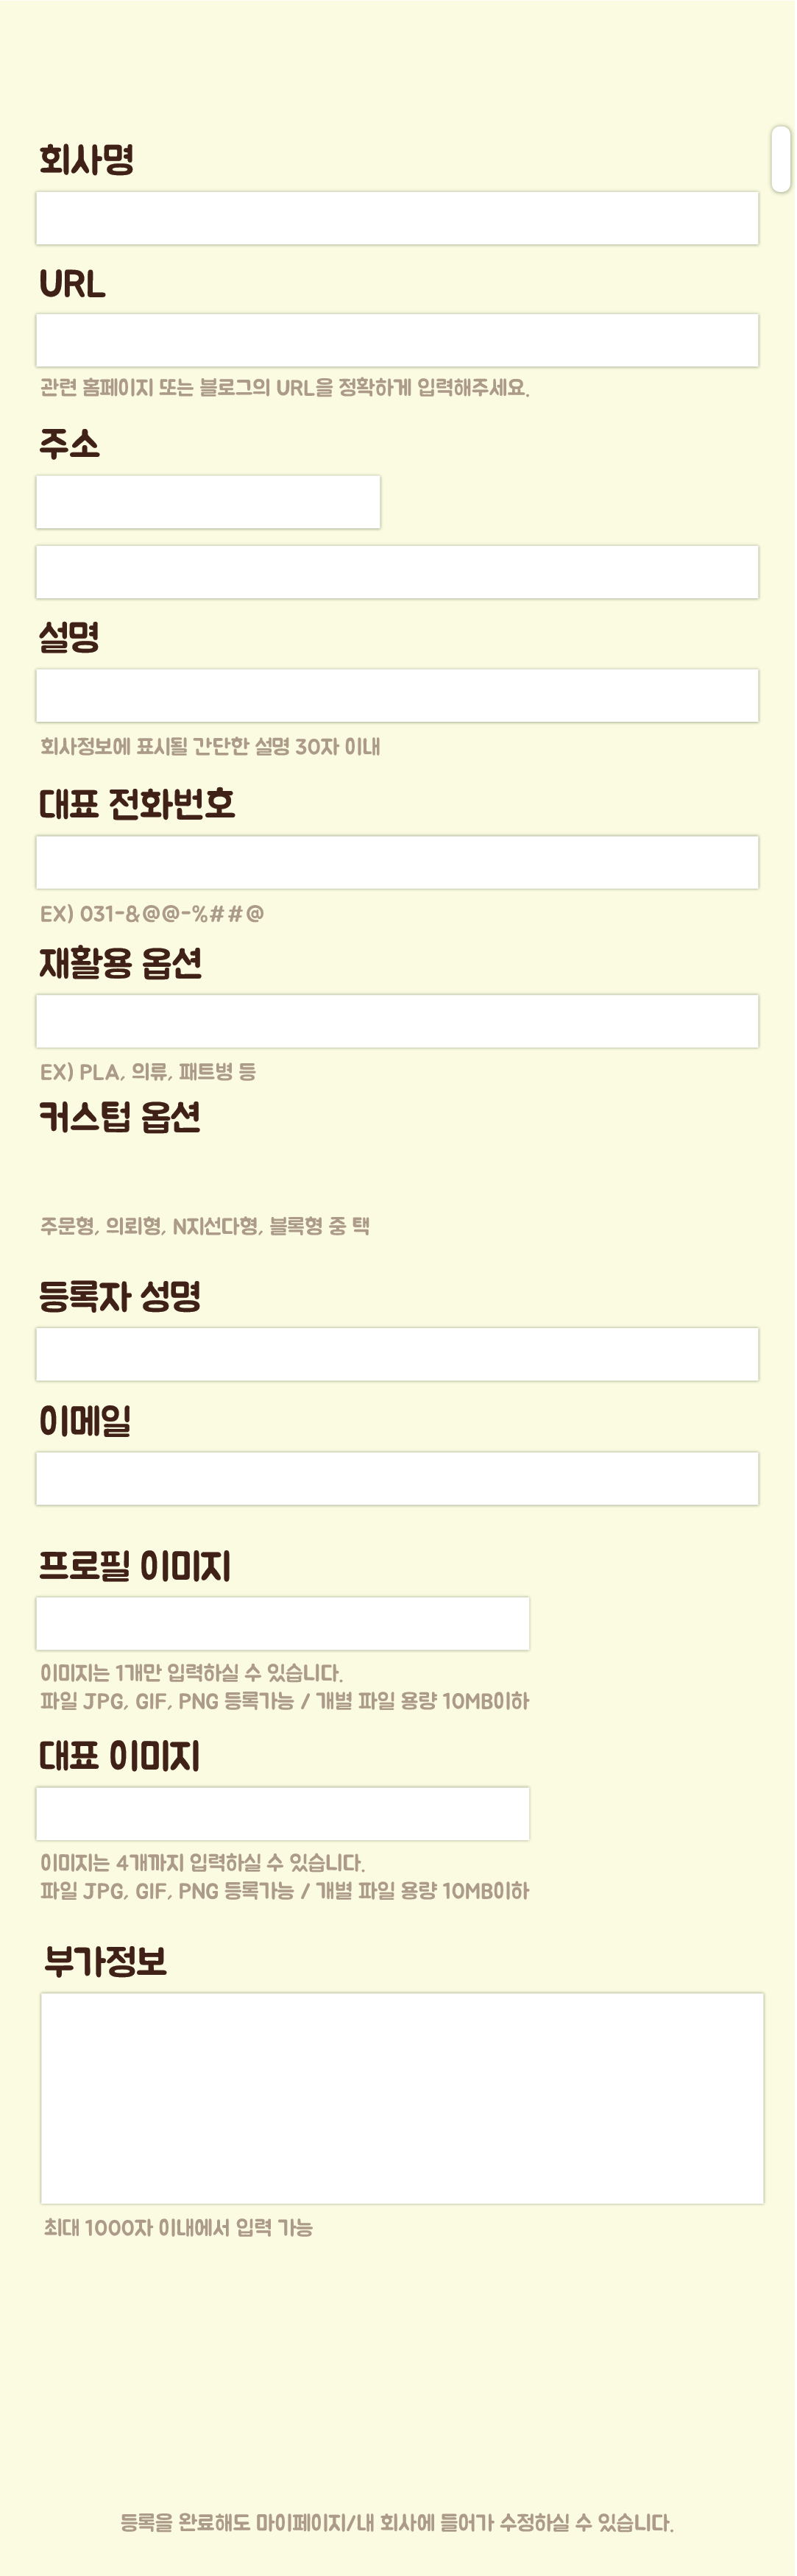 회사명
URL
관련 홈페이지 또는 블로그의 URL을 정확하게 입력해주세요.
주소
설명
회사정보에 표시될 간단한 설명 30자 이내
대표 전화번호
EX) 031-&@@-%##@
재활용 옵션
EX) PLA, 의류, 패트병 등
커스텁 옵션
주문형, 의뢰형, N지선다형, 블록형 중 택
등록자 성명
이메일
프로필 이미지
이미지는 1개만 입력하실 수 있습니다.
파일 JPG, GIF, PNG 등록가능 / 개별 파일 용량 10MB이하
대표 이미지
이미지는 4개까지 입력하실 수 있습니다.
파일 JPG, GIF, PNG 등록가능 / 개별 파일 용량 10MB이하
부가정보
최대 1000자 이내에서 입력 가능
등록을 완료해도 마이페이지/내 회사에 들어가 수정하실 수 있습니다.